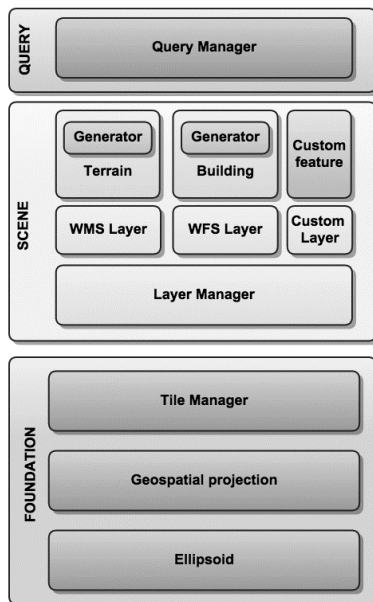 QUERY
Query Manager
SCENE
Generator
Generator
Custom
feature
Terrain
Building
WMS Layer
WFS Layer
Custom
Layer
Layer Manager
FOUNDATION
Tile Manager
Geospatial projection
Ellipsoid